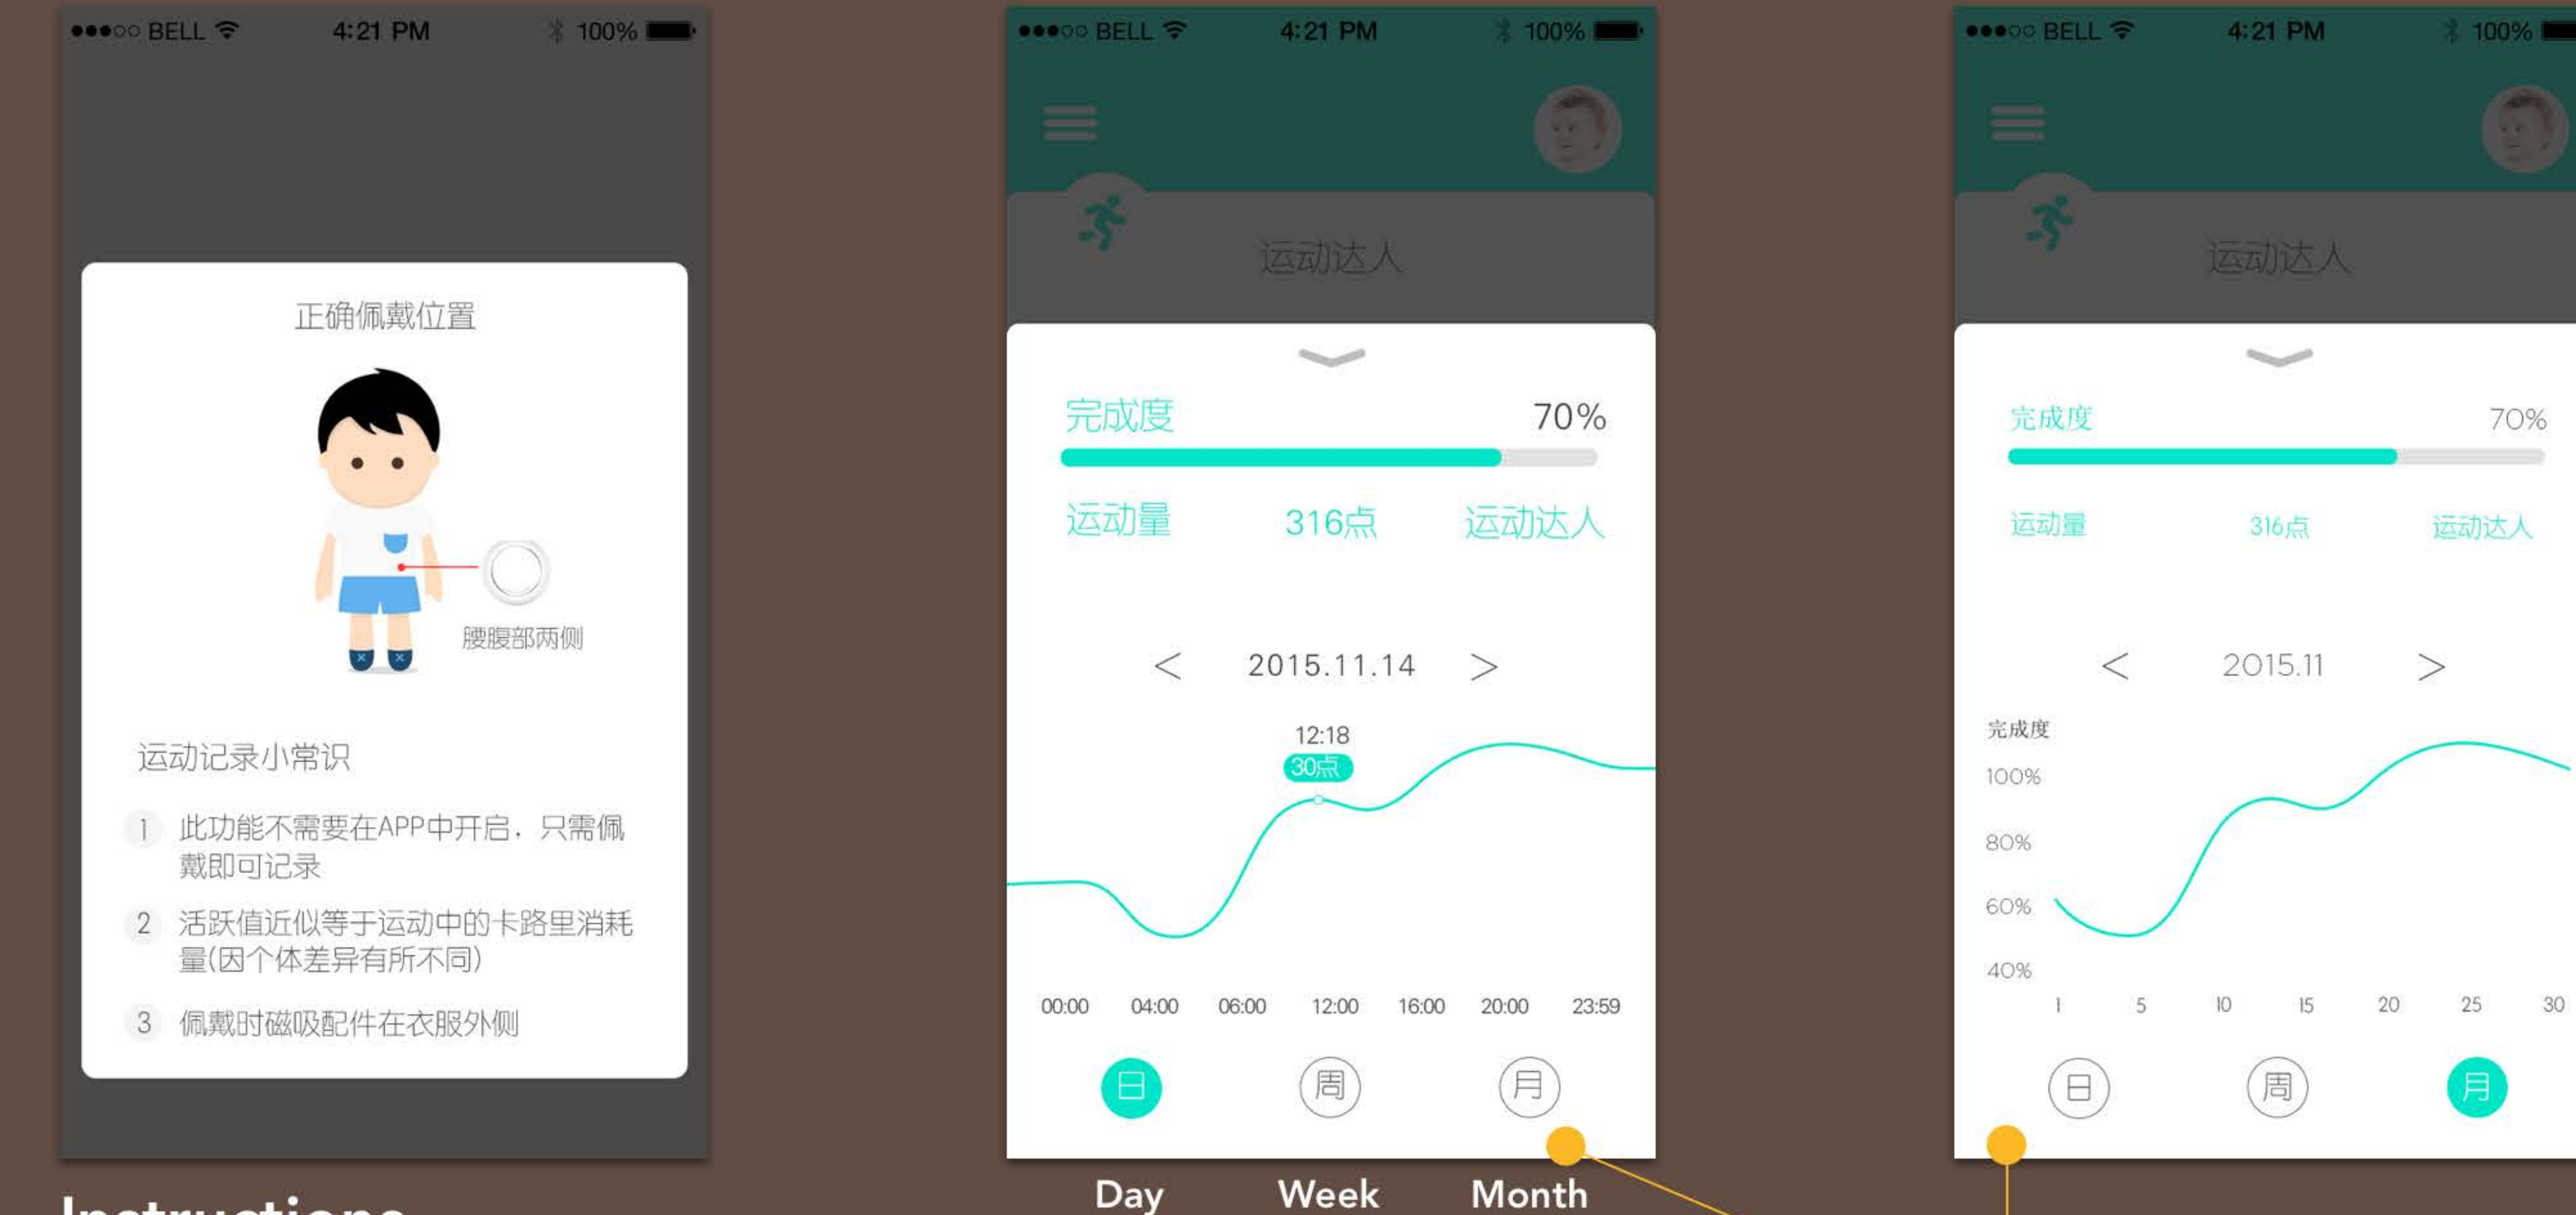 BELL 4:21 PM 100%
正确佩戴位置
腰腹部两侧
运动记录小常识
1 此功能不需要在APP中开启，只需佩
戴即可记录
2 活跃值近似等于运动中的卡路里消耗
量(因个体差异有所不同)
3 佩戴时磁吸配件在衣服外侧
Instructions
BELL 4:21 PM 100%
运动达人
完成度 70%
运动量 316点 运动达人
< 2015.11.14 >
12:18
30点
00:00 04:00 06:00 12:00 16:00 20:00 23:59
日 周 月
Day Week Month
BELL 4:21 PM 100%
运动达人
完成度 70%
运动量 316点 运动达人
< 2015.11 >
完成度
100%
80%
60%
40%
1 5 10 15 20 25 30
日 周 月